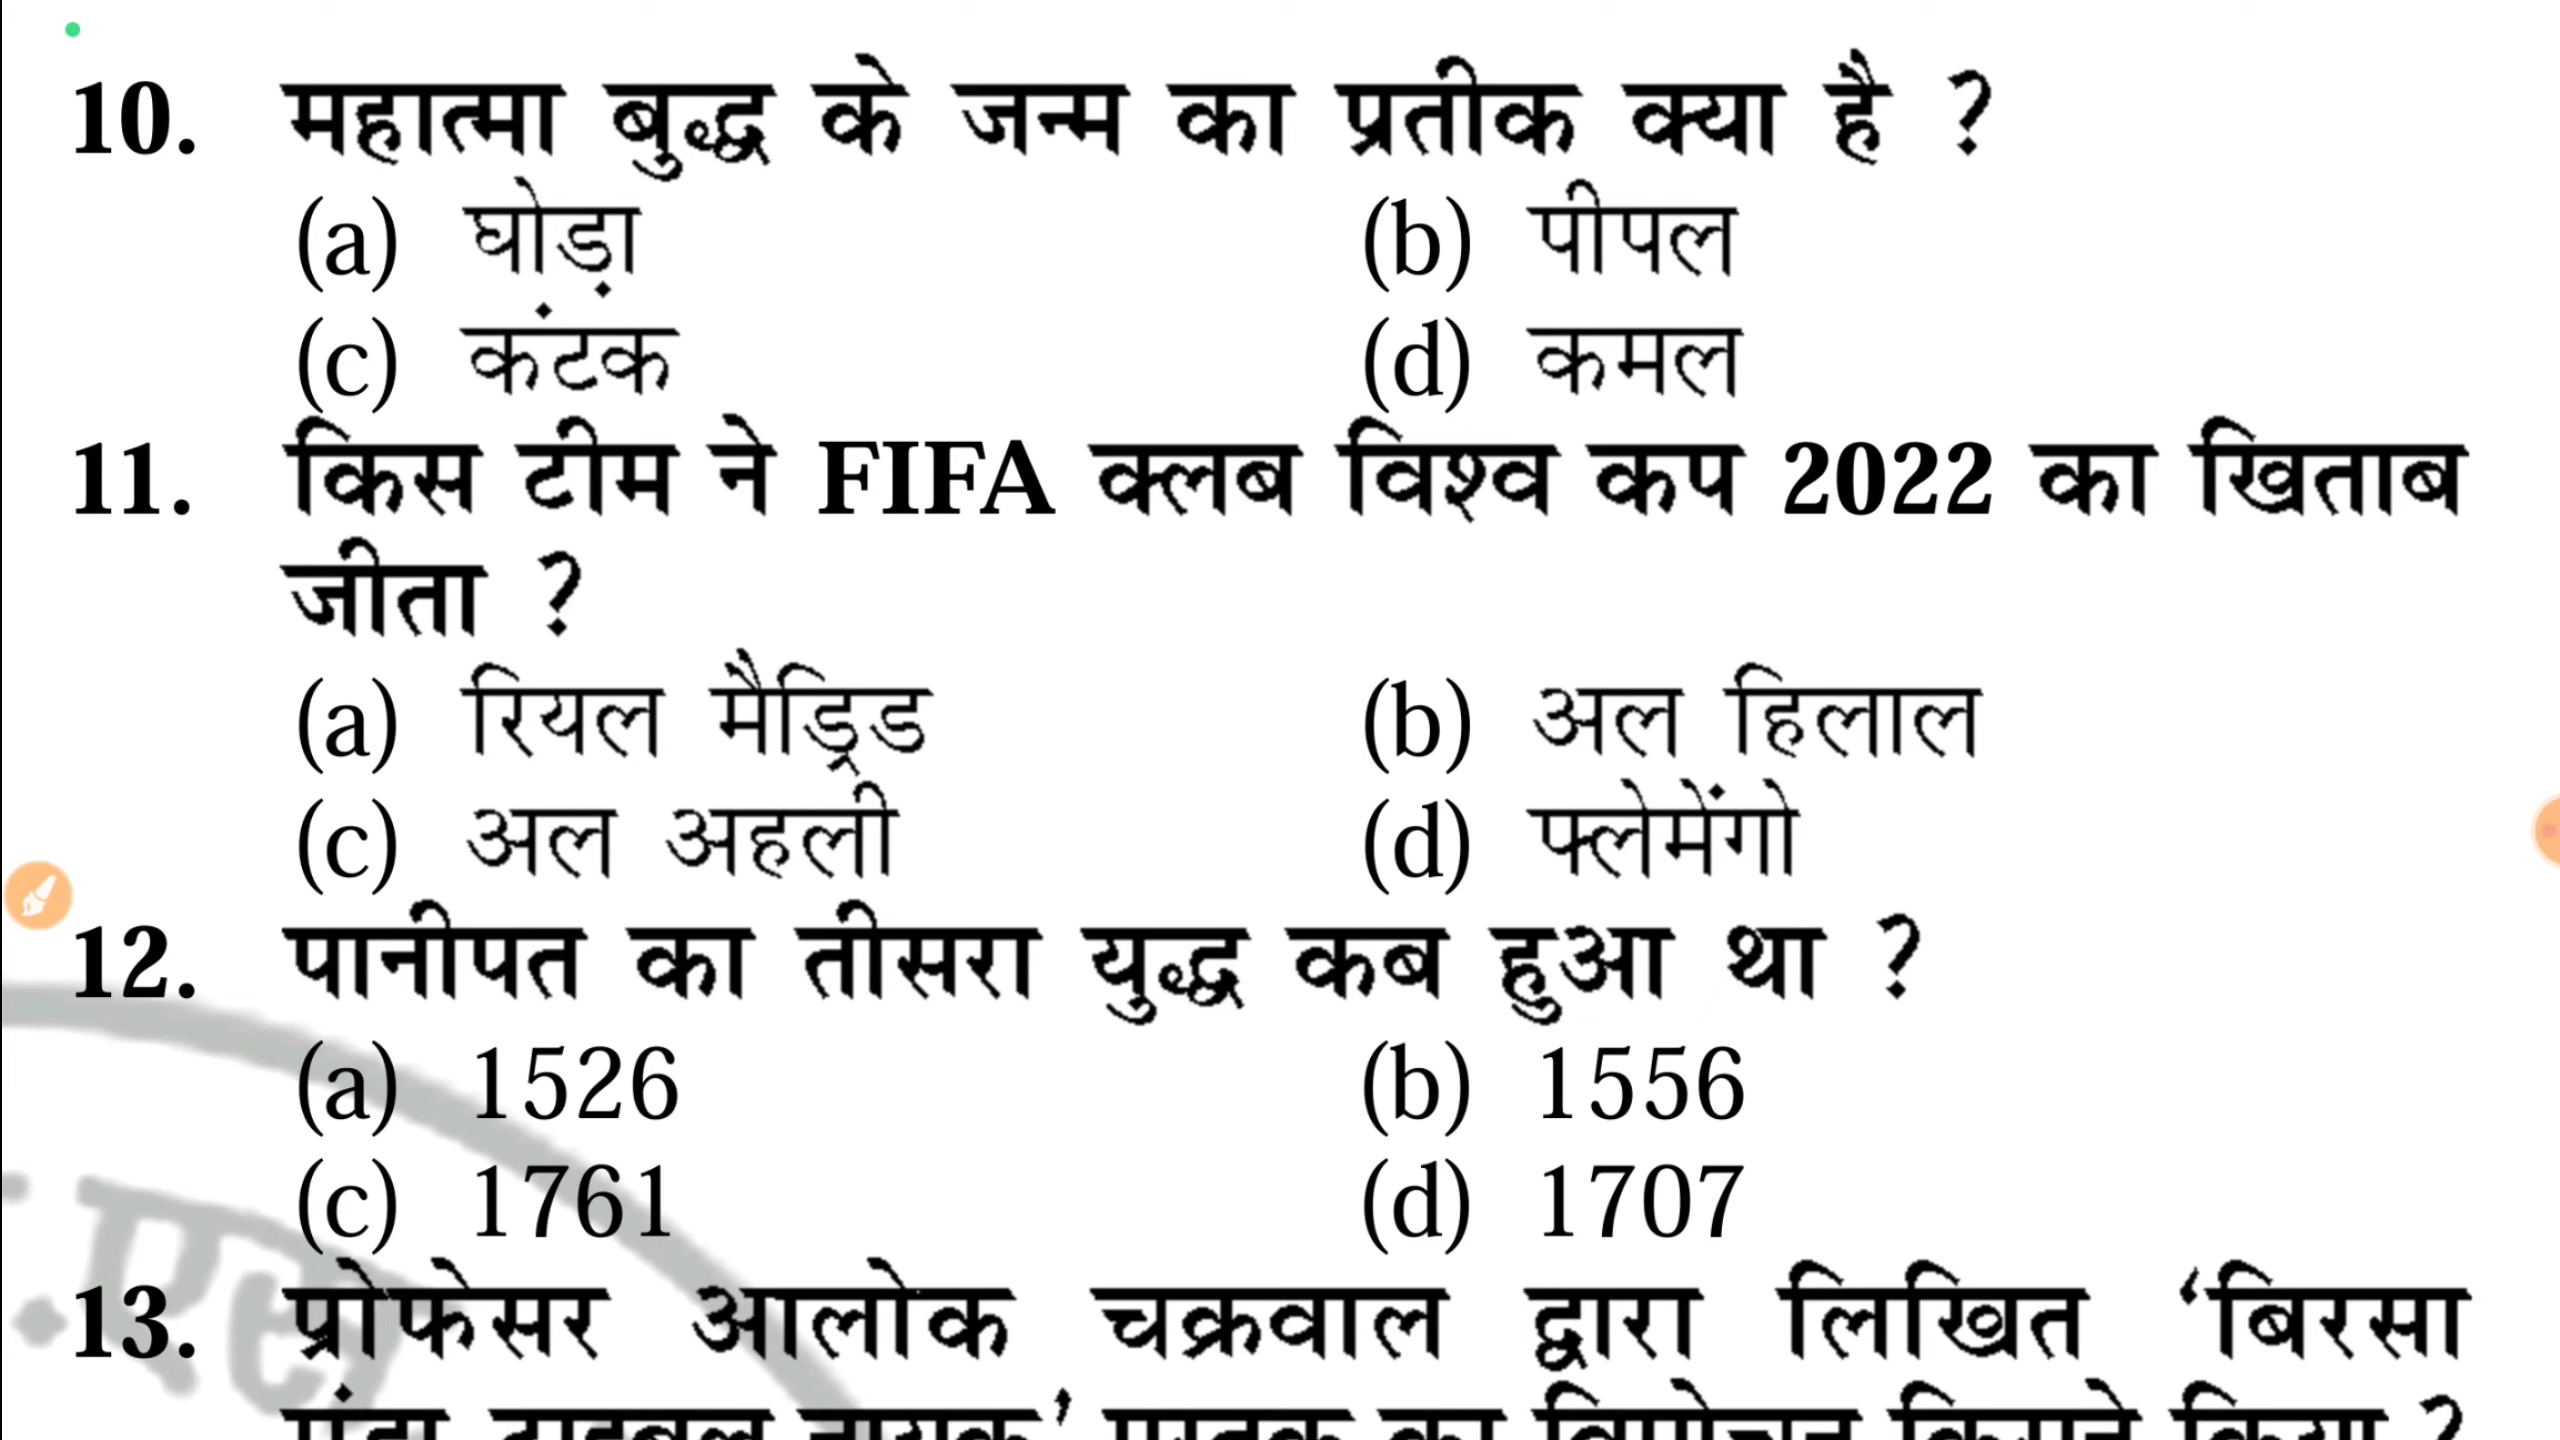 10. महात्मा बुद्ध के जन्म का प्रतीक क्या है ?
(a) घोड़ा (b) पीपल
(c) कंटक (d) कमल
11. किस टीम ने FIFA क्लब विश्व कप 2022 का खिताब
जीता ?
(a) रियल मैड्रिड (b) अल हिलाल
(c) अल अहली (d) फ्लेमेंगो
12. पानीपत का तीसरा युद्ध कब हुआ था ?
(a) 1526 (b) 1556
(c) 1761 (d) 1707
13. प्रोफेसर आलोक चक्रवाल द्वारा लिखित ‘बिरसा